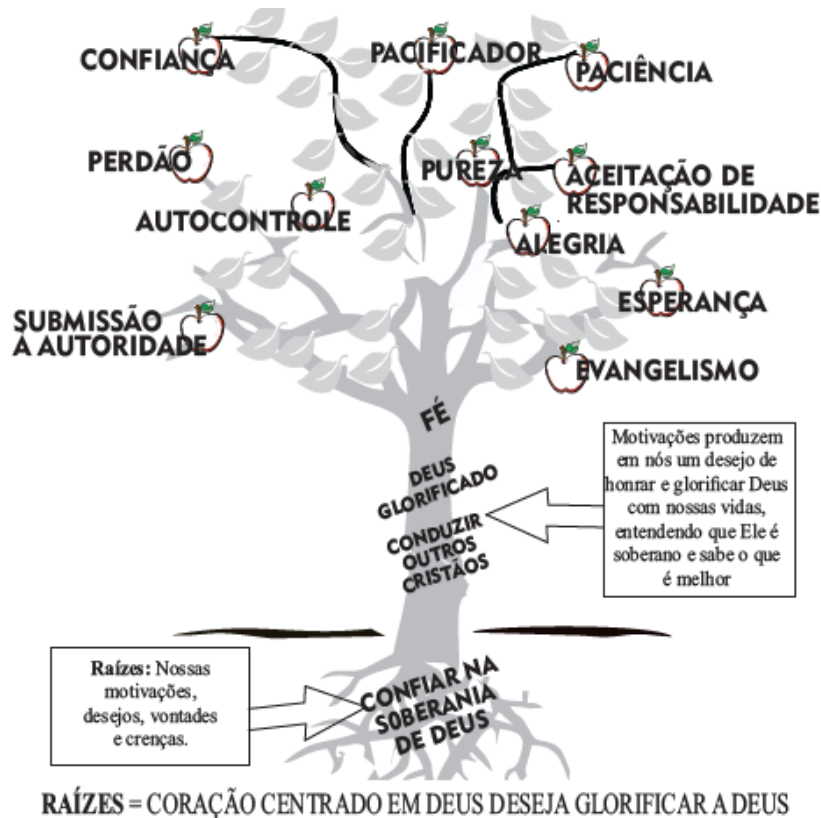 CONFIANÇA
PACIFICADOR
PACIÊNCIA
PERDÃO
PUREZA
ACEITAÇÃO DE
RESPONSABILIDADE
AUTOCONTROLE
ALEGRIA
ESPERANÇA
SUBMISSÃO
À AUTORIDADE
EVANGELISMO
FÉ
DEUS
GLORIFICADO
CONDUZIR
OUTROS
CRISTÃOS
Motivações produzem
em nós um desejo de
honrar e glorificar Deus
com nossas vidas,
entendendo que Ele é
soberano e sabe o que
é melhor
Raízes: Nossas
motivações,
desejos, vontades
e crenças.
CONFIAR NA
SOBERANIA
DE DEUS
RAÍZES = CORAÇÃO CENTRADO EM DEUS DESEJA GLORIFICAR A DEUS